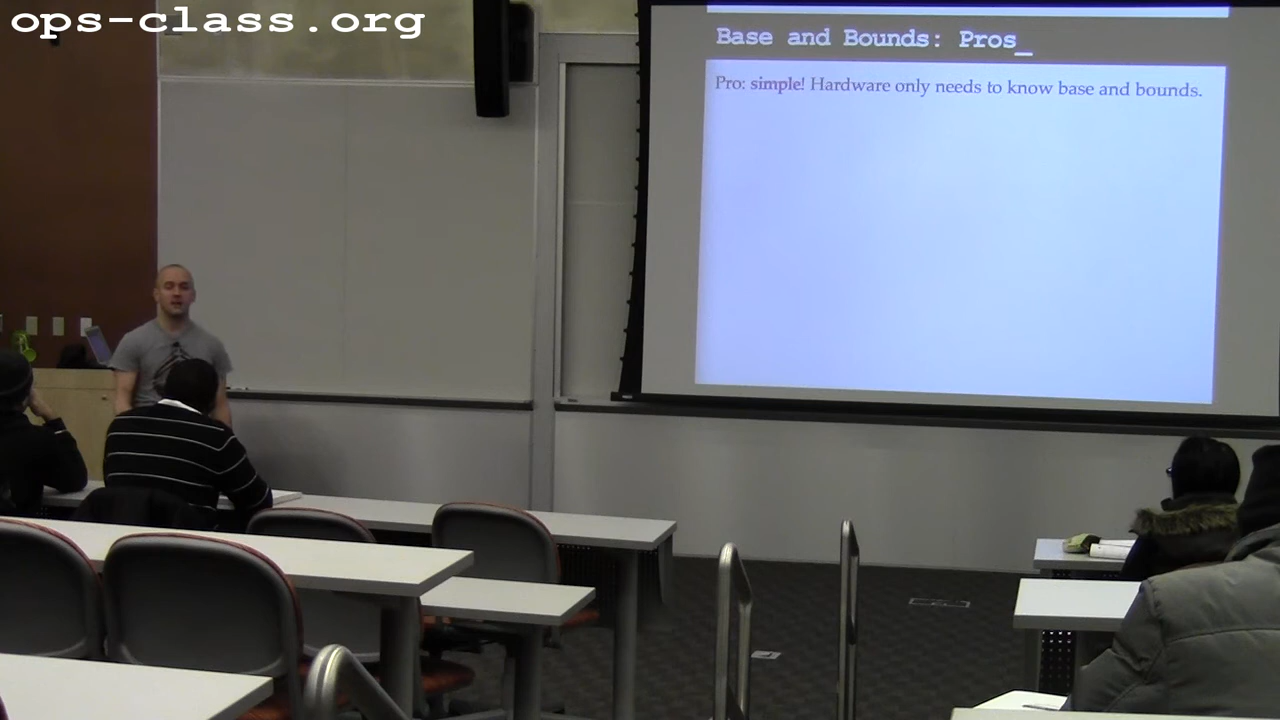 ops-class.org
Base and Bounds: Pros_
Pro: simple! Hardware only needs to know base and bounds.